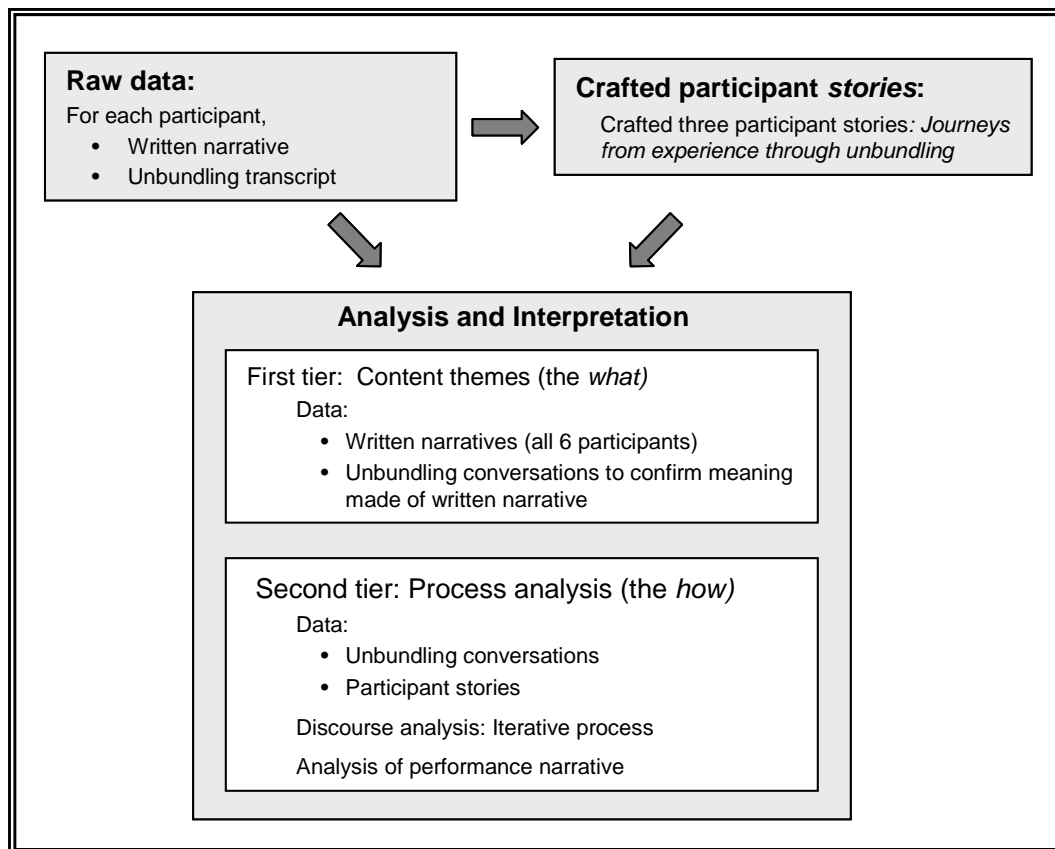 Raw data:
For each participant,
• Written narrative
• Unbundling transcript
Crafted participant stories:
Crafted three participant stories: Journeys
from experience through unbundling
Analysis and Interpretation
First tier: Content themes (the what)
Data:
• Written narratives (all 6 participants)
• Unbundling conversations to confirm meaning
made of written narrative
Second tier: Process analysis (the how)
Data:
• Unbundling conversations
• Participant stories
Discourse analysis: Iterative process
Analysis of performance narrative